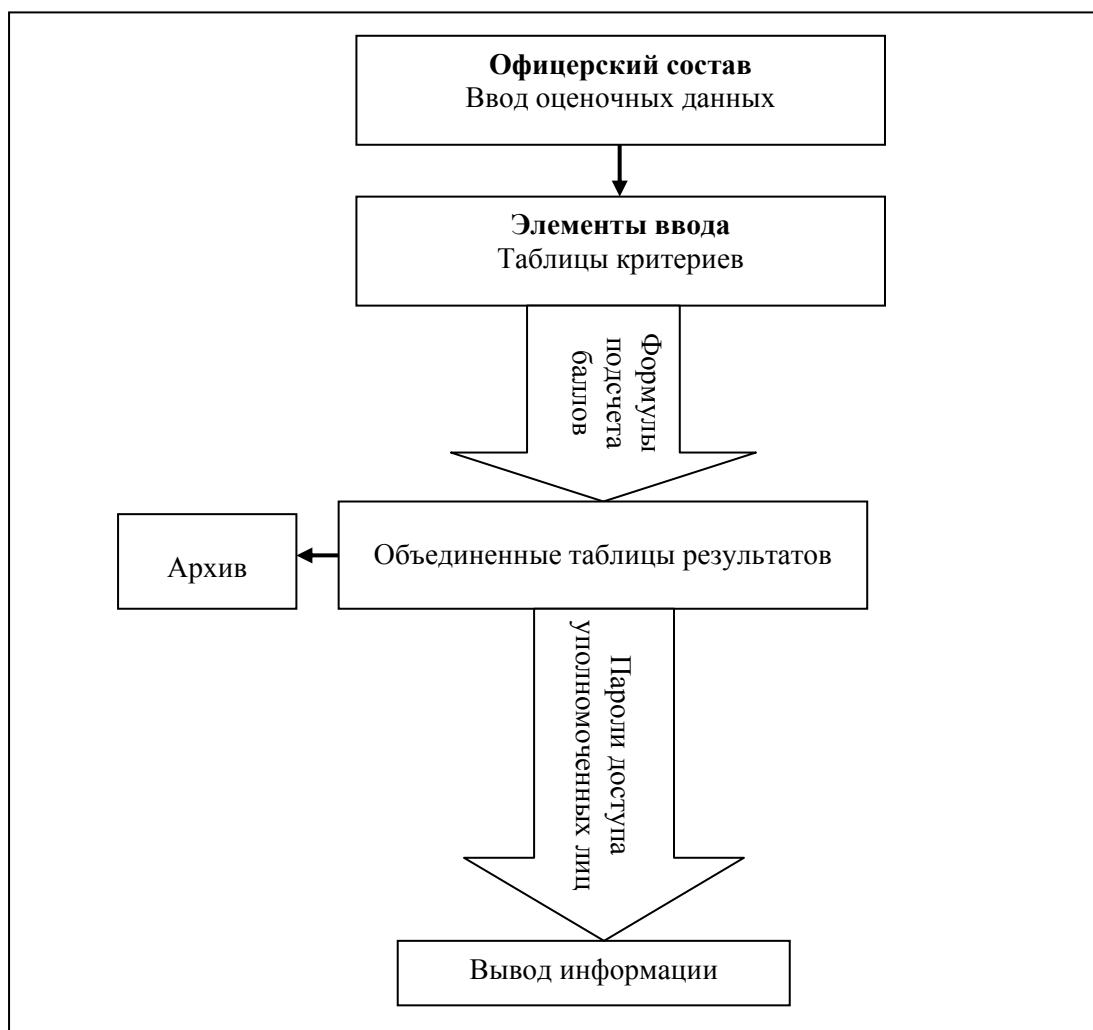 Офицерский состав
Ввод оценочных данных
Элементы ввода
Таблицы критериев
Формулы
подсчета
баллов
Архив
Объединенные таблицы результатов
Пароли доступа
уполномоченных лиц
Вывод информации